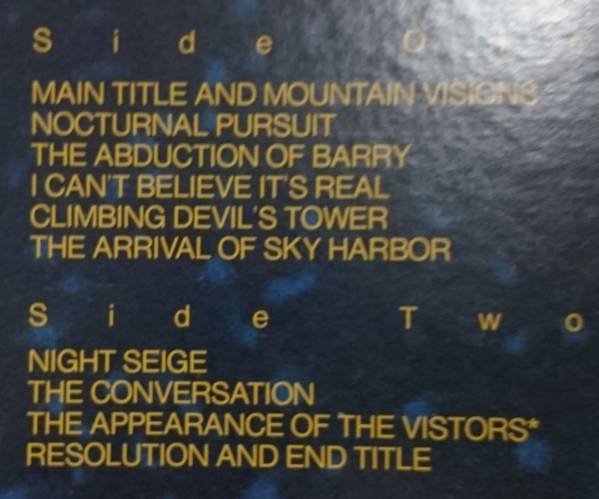 Side One
MAIN TITLE AND MOUNTAIN VISIONS
NOCTURNAL PURSUIT
THE ABDUCTION OF BARRY
I CAN'T BELIEVE IT'S REAL
CLIMBING DEVIL'S TOWER
THE ARRIVAL OF SKY HARBOR
Side Two
NIGHT SEIGE
THE CONVERSATION
THE APPEARANCE OF THE VISTORS*
RESOLUTION AND END TITLE